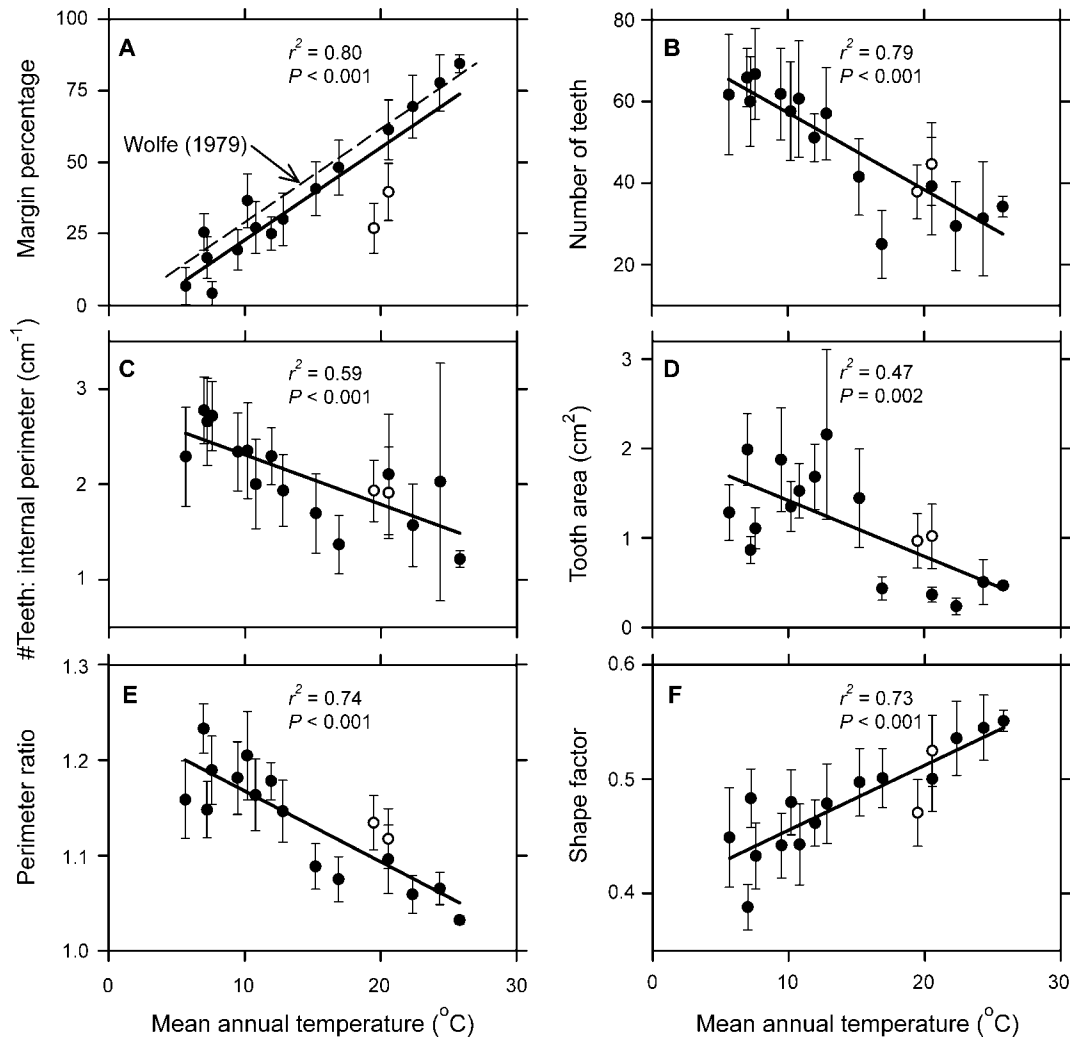 A
r² = 0.80
P < 0.001
Wolfe (1979)
Margin percentage
100
75
50
25
0
B
r² = 0.79
P < 0.001
Number of teeth
80
60
40
20
C
r² = 0.59
P < 0.001
#Teeth: internal perimeter (cm⁻¹)
3
2
1
D
r² = 0.47
P = 0.002
Tooth area (cm²)
3
2
1
0
E
r² = 0.74
P < 0.001
Perimeter ratio
1.3
1.2
1.1
1.0
0
10
20
30
Mean annual temperature (°C)
F
r² = 0.73
P < 0.001
Shape factor
0.6
0.5
0.4
0
10
20
30
Mean annual temperature (°C)